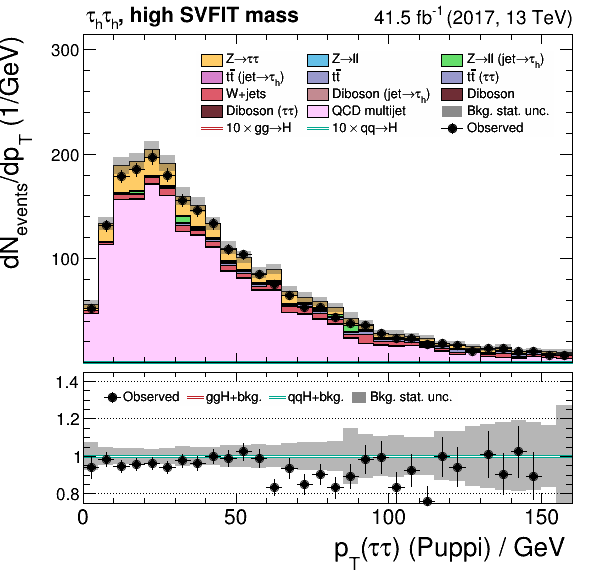 τhτh, high SVFIT mass 41.5 fb-1 (2017, 13 TeV)
dNevents/dpT (1/GeV)
300
200
100
Z→ττ Z→ll Z→ll (jet→τh)
tt̄ (jet→τh) tt̄ tt̄ (ττ)
W+jets Diboson (jet→τh) Diboson
Diboson (ττ) QCD multijet Bkg. stat. unc.
10 × gg→H 10 × qq→H Observed
1.4
1.2
1
0.8
Observed ggH+bkg. qqH+bkg. Bkg. stat. unc.
0 50 100 150
pT(ττ) (Puppi) / GeV